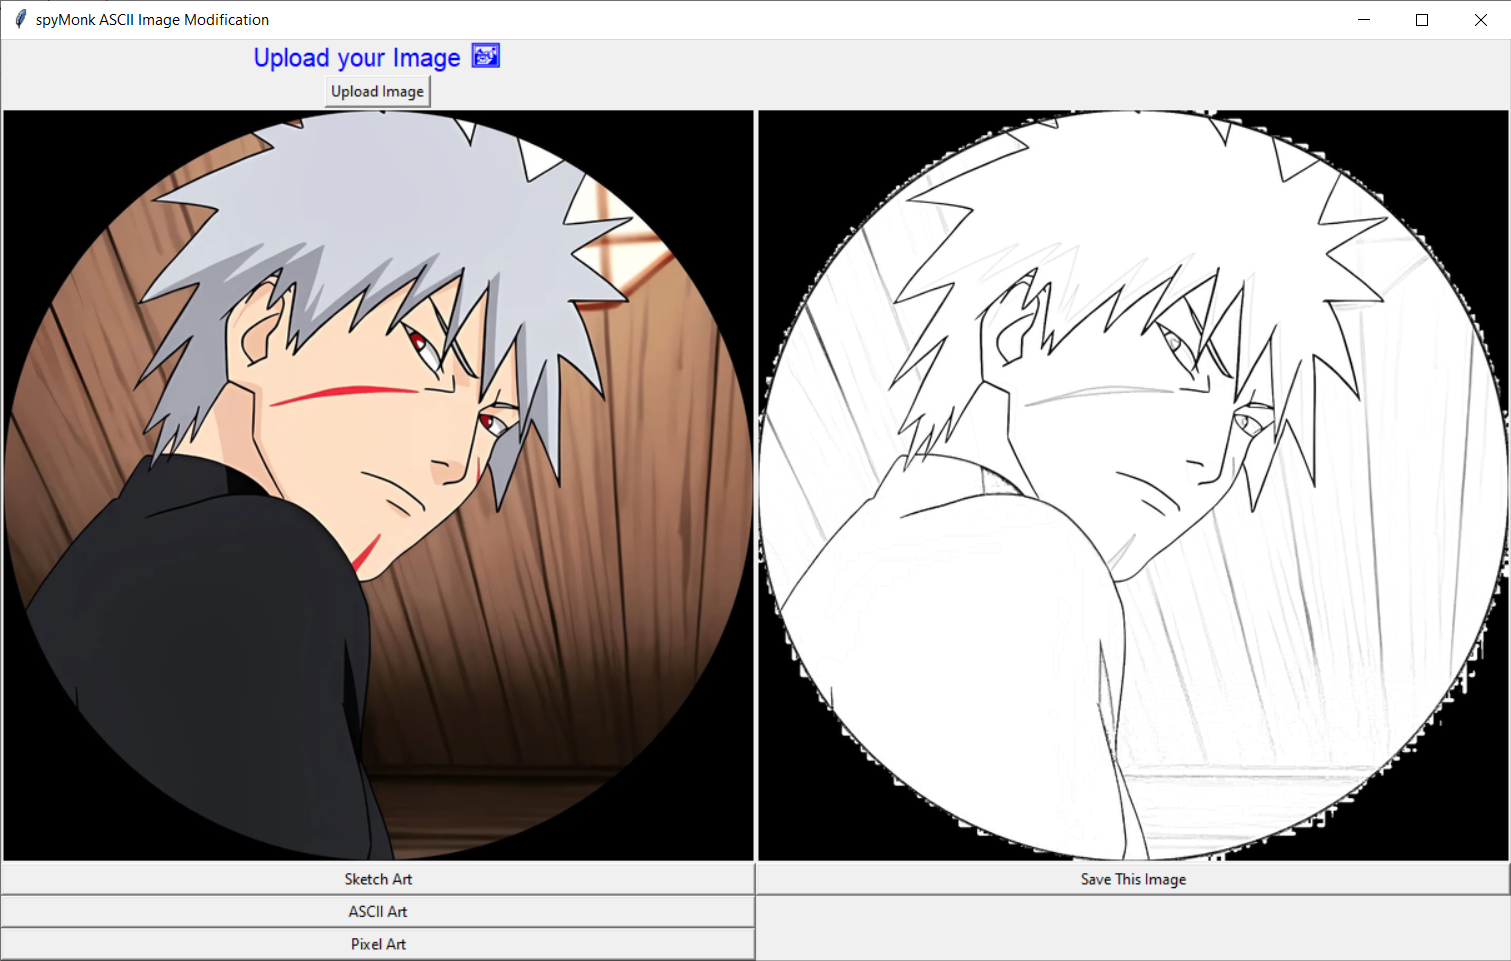 spyMonk ASCII Image Modification
Upload your Image
Upload Image
Sketch Art
Save This Image
ASCII Art
Pixel Art